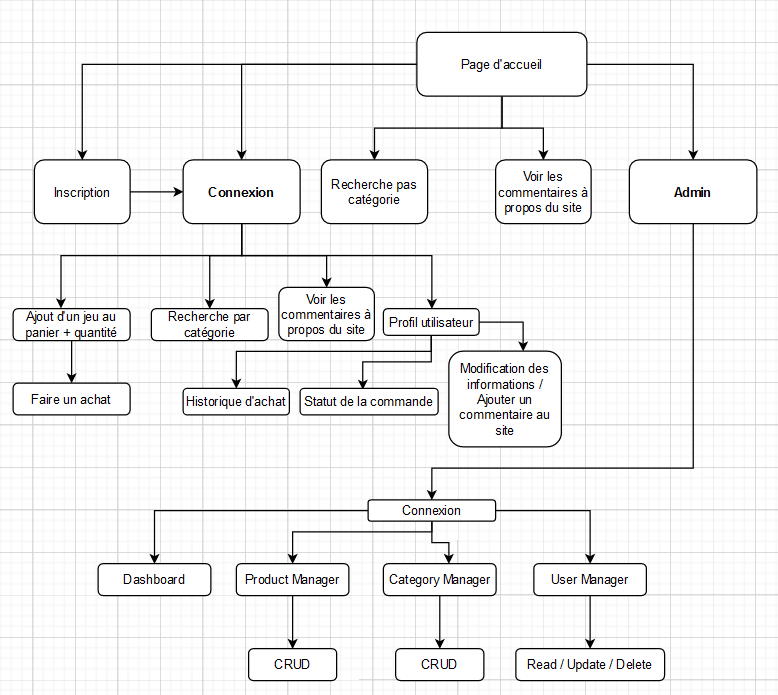 Page d'accueil
Inscription
Connexion
Recherche pas
catégorie
Voir les
commentaires à
propos du site
Admin
Ajout d'un jeu au
panier + quantité
Recherche par
catégorie
Voir les
commentaires à
propos du site
Profil utilisateur
Faire un achat
Historique d'achat
Statut de la commande
Modification des
informations /
Ajouter un
commentaire au
site
Connexion
Dashboard
Product Manager
Category Manager
User Manager
CRUD
CRUD
Read / Update / Delete